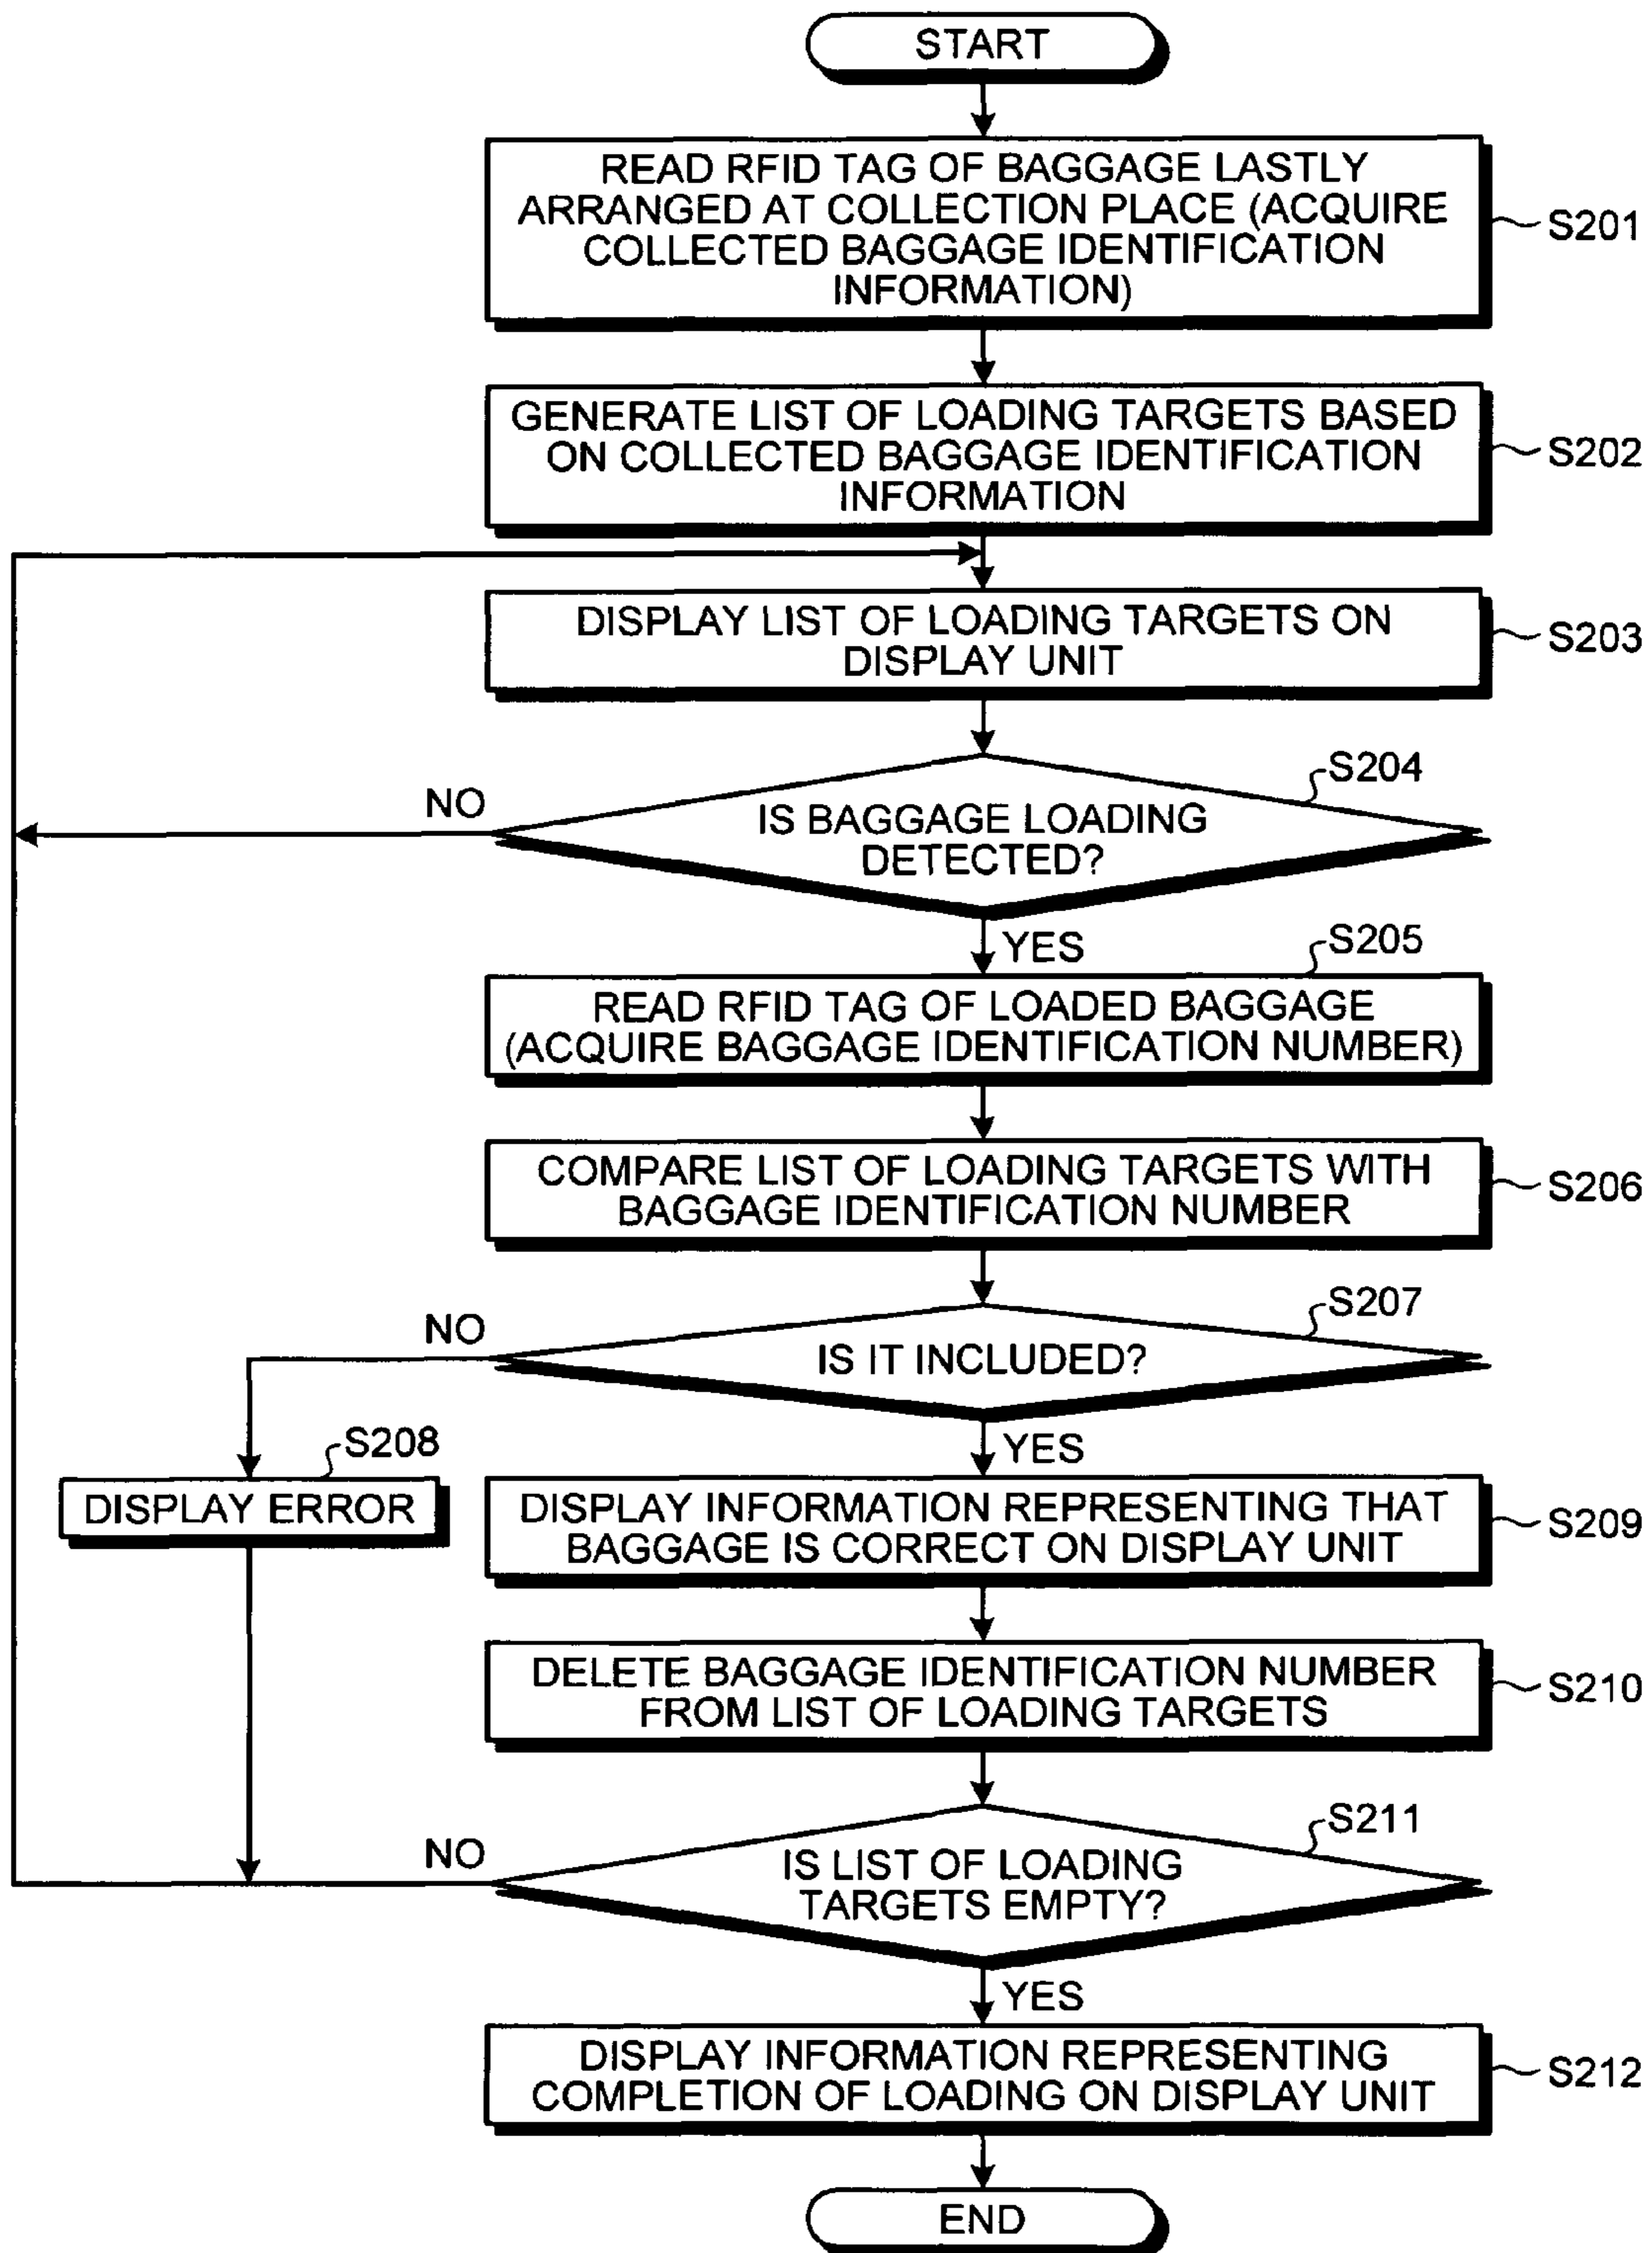 START
READ RFID TAG OF BAGGAGE LASTLY
ARRANGED AT COLLECTION PLACE (ACQUIRE
COLLECTED BAGGAGE IDENTIFICATION
INFORMATION)
S201
GENERATE LIST OF LOADING TARGETS BASED
ON COLLECTED BAGGAGE IDENTIFICATION
INFORMATION
S202
DISPLAY LIST OF LOADING TARGETS ON
DISPLAY UNIT
S203
S204
NO
IS BAGGAGE LOADING
DETECTED?
YES
S205
READ RFID TAG OF LOADED BAGGAGE
(ACQUIRE BAGGAGE IDENTIFICATION NUMBER)
COMPARE LIST OF LOADING TARGETS WITH
BAGGAGE IDENTIFICATION NUMBER
S206
S207
NO
IS IT INCLUDED?
YES
S208
DISPLAY ERROR
DISPLAY INFORMATION REPRESENTING THAT
BAGGAGE IS CORRECT ON DISPLAY UNIT
S209
DELETE BAGGAGE IDENTIFICATION NUMBER
FROM LIST OF LOADING TARGETS
S210
S211
NO
IS LIST OF LOADING
TARGETS EMPTY?
YES
DISPLAY INFORMATION REPRESENTING
COMPLETION OF LOADING ON DISPLAY UNIT
S212
END